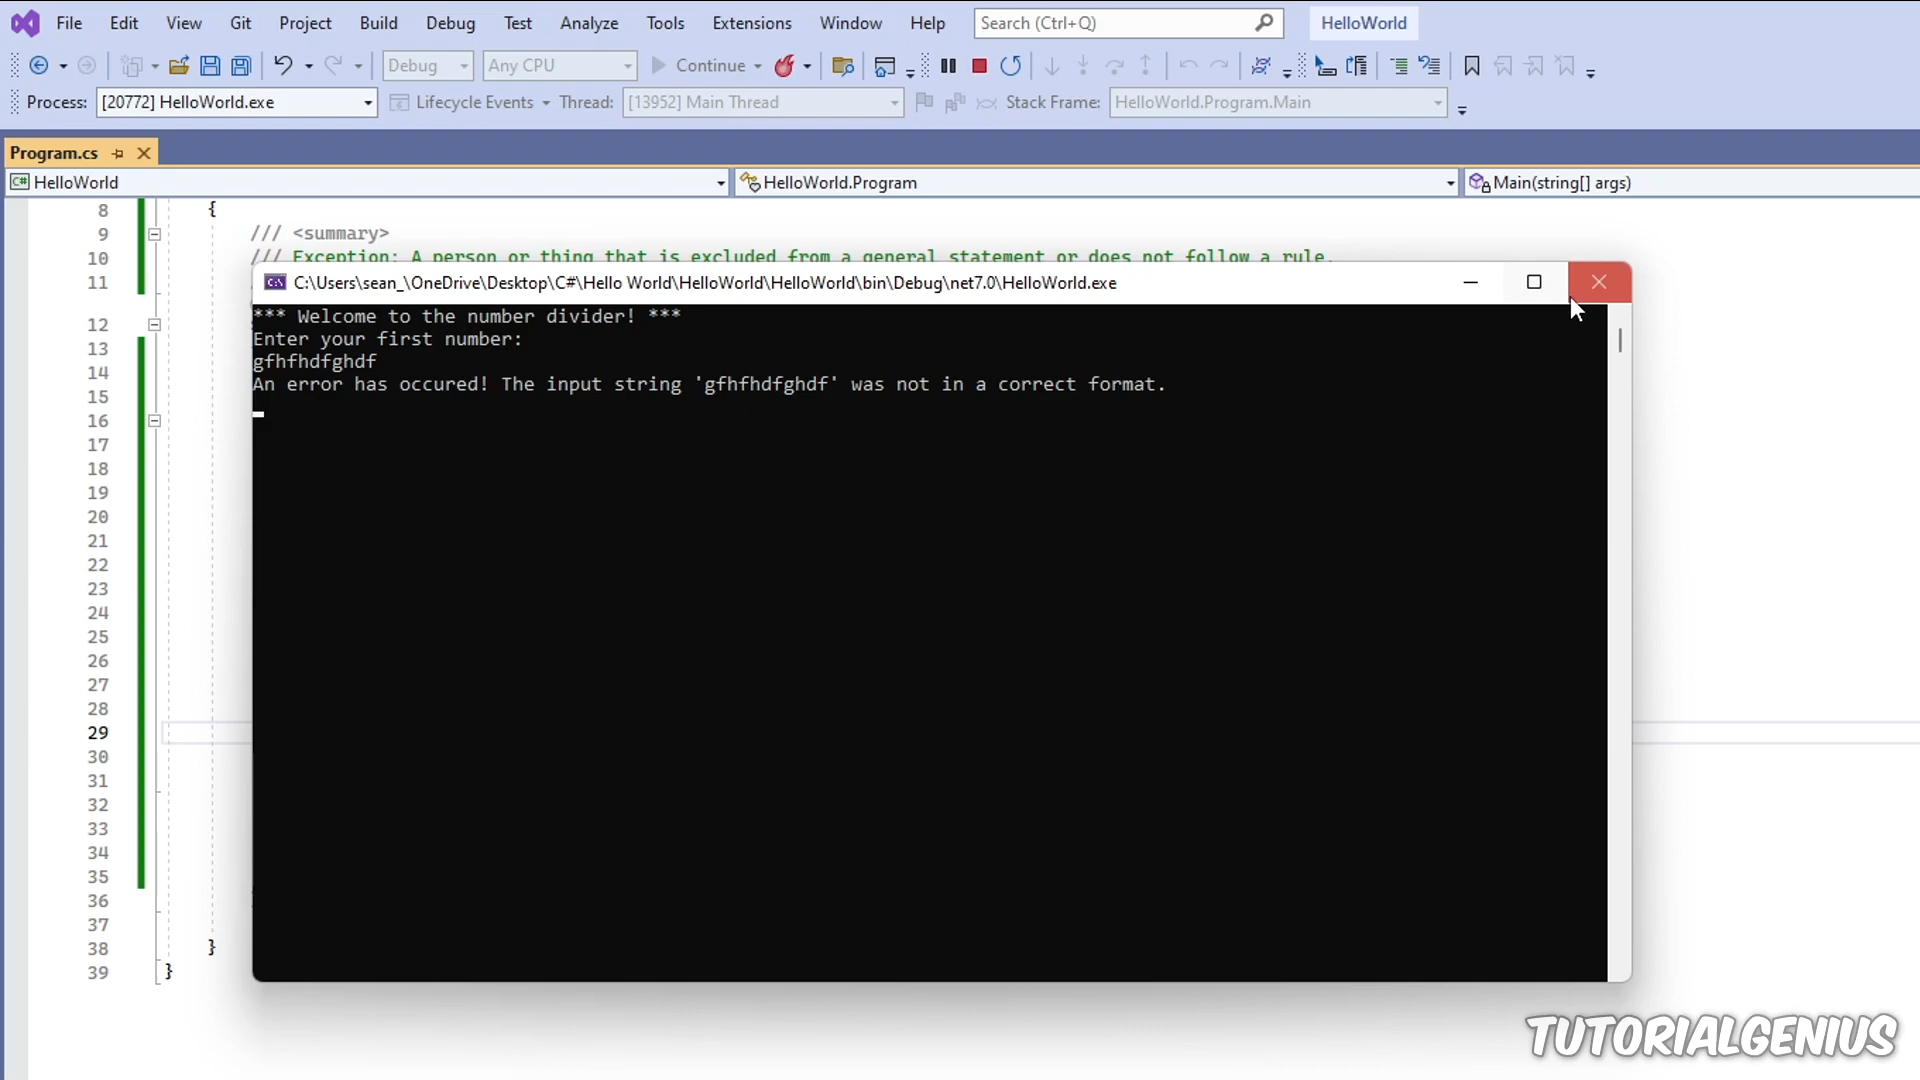 File Edit View Git Project Build Debug Test Analyze Tools Extensions Window Help Search (Ctrl+Q) HelloWorld
Debug Any CPU Continue
Process: [20772] HelloWorld.exe Lifecycle Events Thread: [13952] Main Thread Stack Frame: HelloWorld.Program.Main
Program.cs
C# HelloWorld HelloWorld.Program Main(string[] args)
8 {
9 /// <summary>
10 /// Exception: A person or thing that is excluded from a general statement or does not follow a rule.
11
C:\Users\sean_\OneDrive\Desktop\C#\Hello World\HelloWorld\HelloWorld\bin\Debug\net7.0\HelloWorld.exe
*** Welcome to the number divider! ***
Enter your first number:
gfhfhdfghdf
An error has occured! The input string 'gfhfhdfghdf' was not in a correct format.
12
13
14
15
16
17
18
19
20
21
22
23
24
25
26
27
28
29
30
31
32
33
34
35
36
37
38 }
39 }
TUTORIALGENIUS